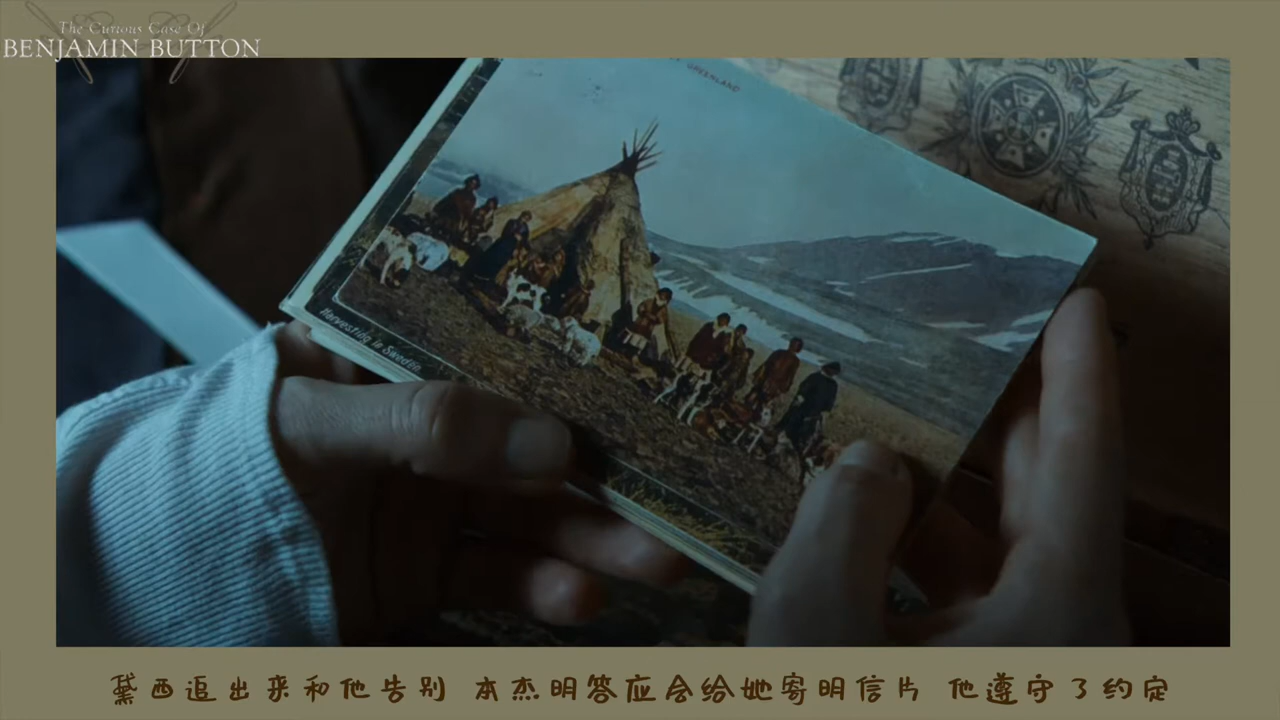 The Curious Case Of
BENJAMIN BUTTON
GREENLAND
Harvesting in Sweden
黛西追出来和他告别 本杰明答应会给她寄明信片 他遵守了约定